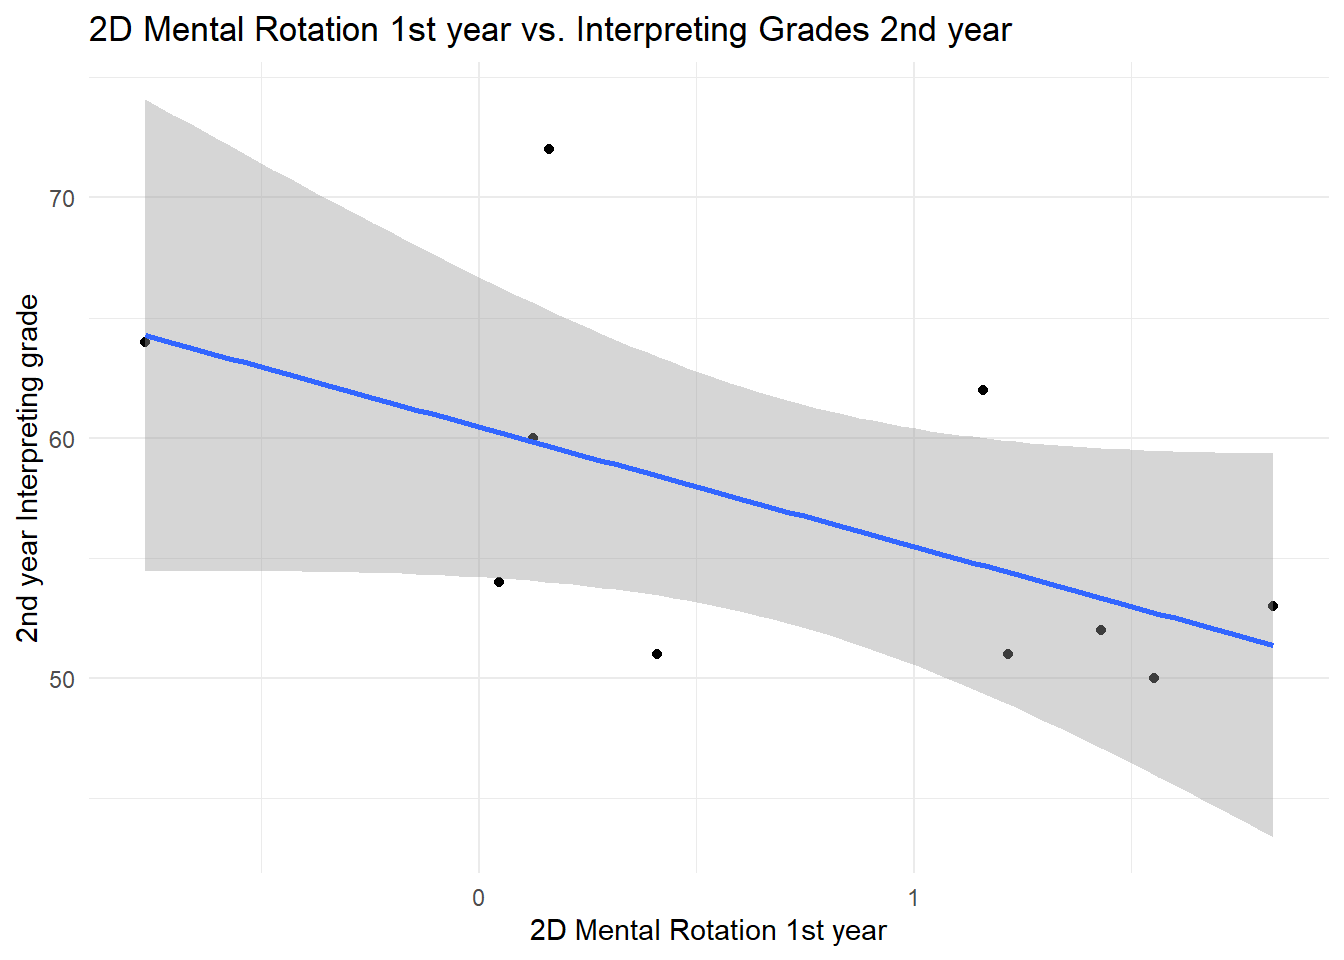 2D Mental Rotation 1st year vs. Interpreting Grades 2nd year
2nd year Interpreting grade
70
60
50
0 1
2D Mental Rotation 1st year